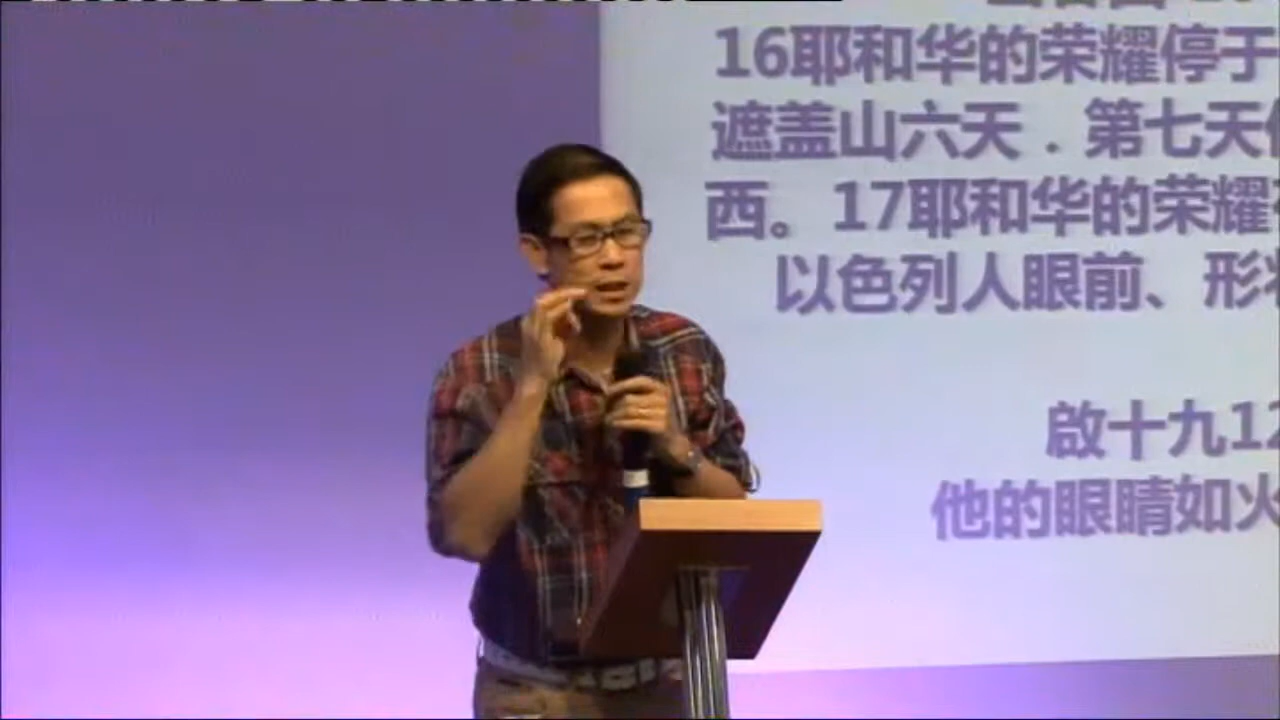 16耶和华的荣耀停于
遮盖山六天．第七天
西。17耶和华的荣耀
以色列人眼前、形
啟十九12
他的眼睛如火